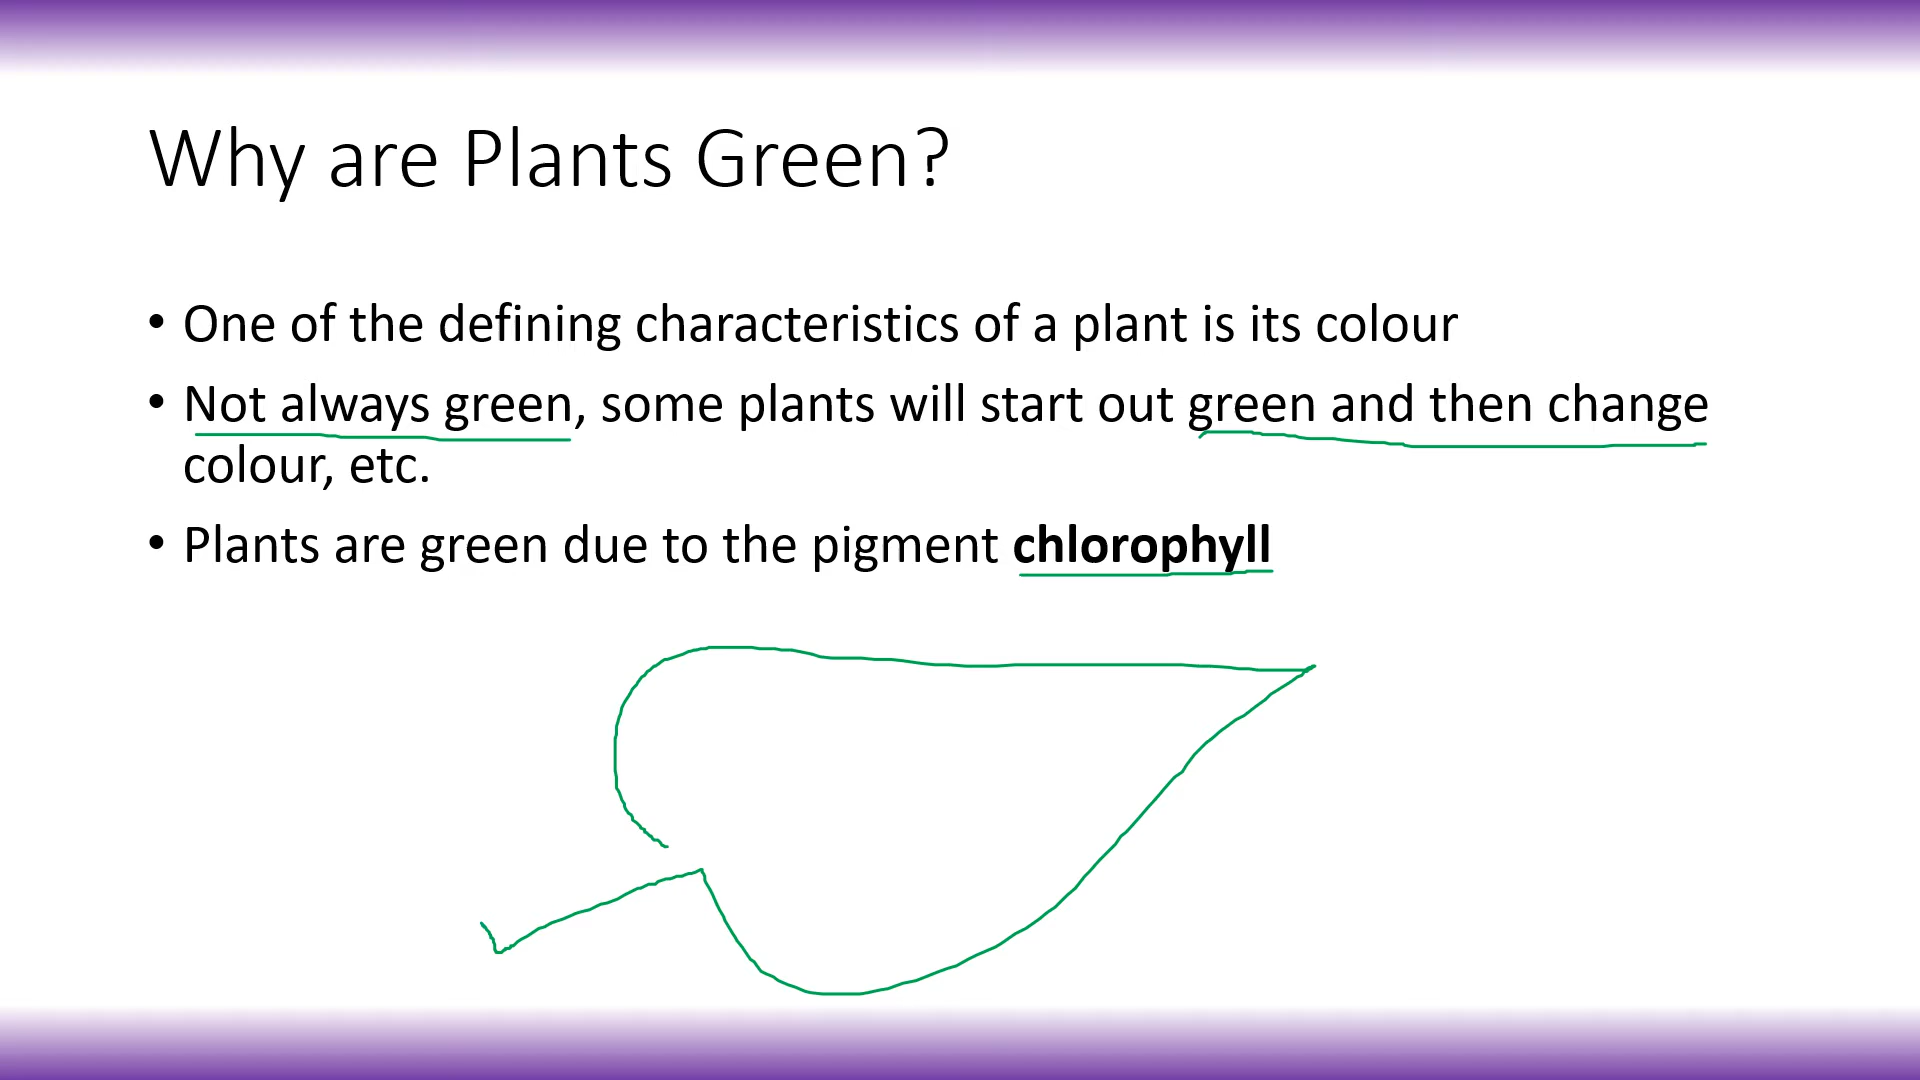 Why are Plants Green?
• One of the defining characteristics of a plant is its colour
• Not always green, some plants will start out green and then change
colour, etc.
• Plants are green due to the pigment chlorophyll